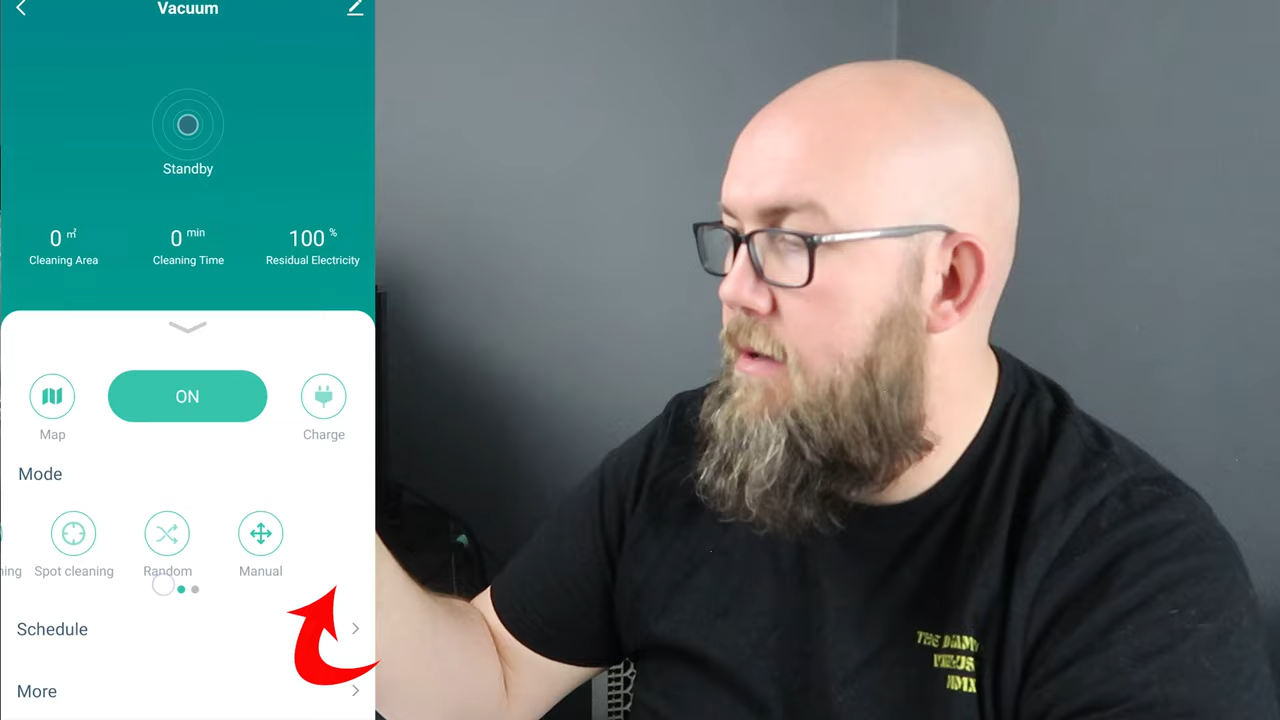 Vacuum
Standby
0 ㎡
0 min
100 %
Cleaning Area
Cleaning Time
Residual Electricity
ON
Map
Charge
Mode
ning
Spot cleaning
Random
Manual
Schedule
More
THE